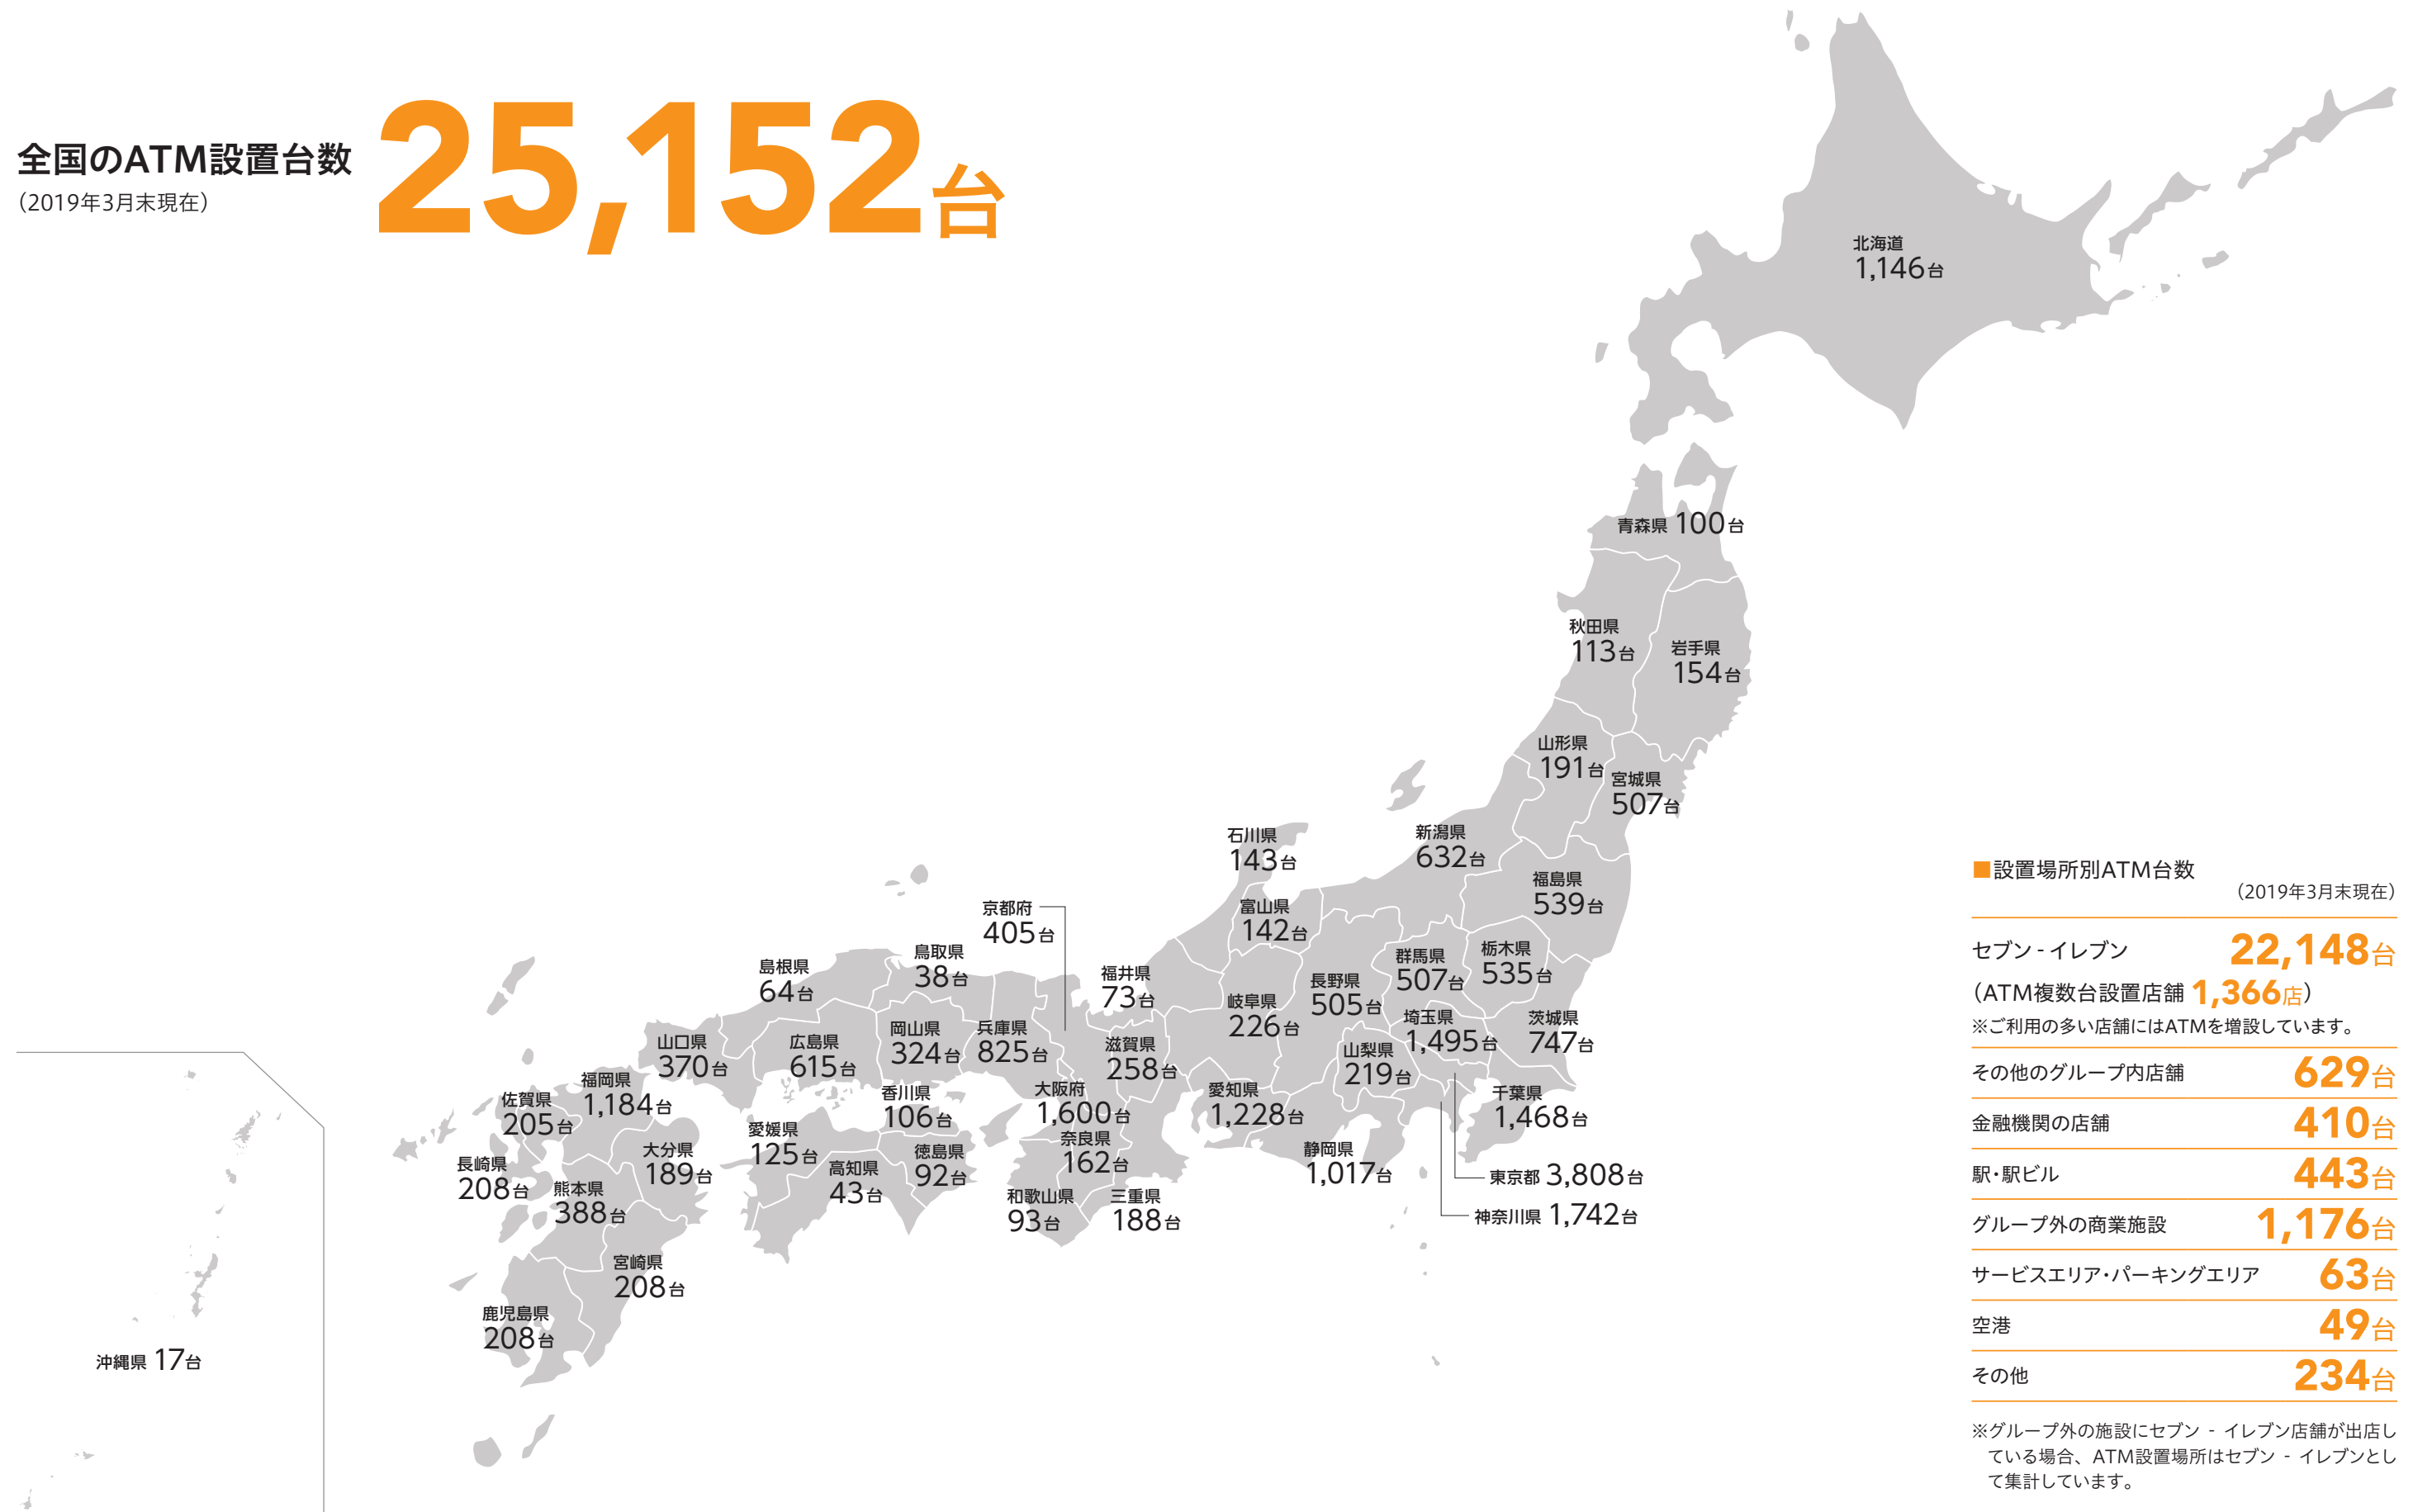 全国のATM設置台数
（2019年3月末現在）
25,152台
北海道
1,146台
青森県 100台
秋田県
113台
岩手県
154台
山形県
191台
宮城県
507台
新潟県
632台
福島県
539台
石川県
143台
富山県
142台
京都府
405台
鳥取県
38台
島根県
64台
福井県
73台
岐阜県
226台
長野県
505台
群馬県
507台
栃木県
535台
埼玉県
1,495台
茨城県
747台
山梨県
219台
千葉県
1,468台
東京都 3,808台
神奈川県 1,742台
静岡県
1,017台
愛知県
1,228台
滋賀県
258台
大阪府
1,600台
奈良県
162台
和歌山県
93台
三重県
188台
兵庫県
825台
岡山県
324台
広島県
615台
山口県
370台
香川県
106台
徳島県
92台
愛媛県
125台
高知県
43台
福岡県
1,184台
佐賀県
205台
長崎県
208台
大分県
189台
熊本県
388台
宮崎県
208台
鹿児島県
208台
沖縄県 17台
■設置場所別ATM台数
（2019年3月末現在）
セブン‐イレブン 22,148台
（ATM複数台設置店舗 1,366店）
※ご利用の多い店舗にはATMを増設しています。
その他のグループ内店舗 629台
金融機関の店舗 410台
駅・駅ビル 443台
グループ外の商業施設 1,176台
サービスエリア・パーキングエリア 63台
空港 49台
その他 234台
※グループ外の施設にセブン‐イレブン店舗が出店し
ている場合、ATM設置場所はセブン‐イレブンとし
て集計しています。